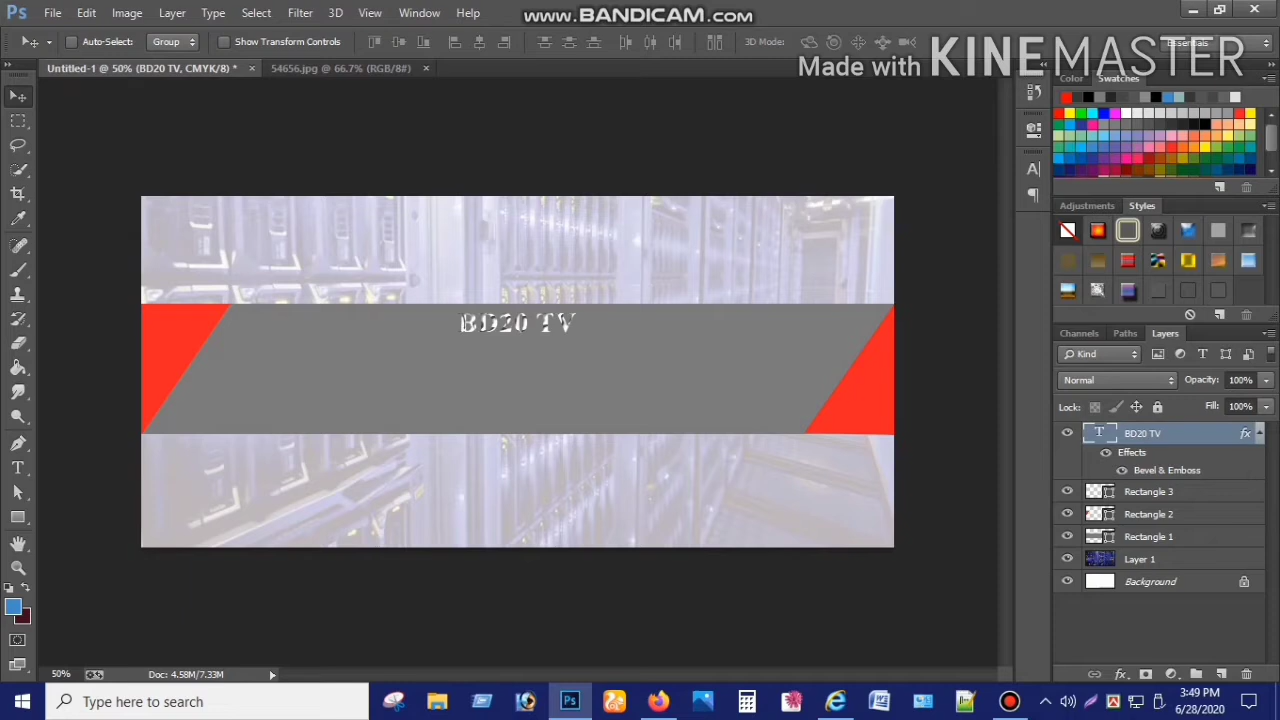 Ps File Edit Image Layer Type Select Filter 3D View Window Help
www.BANDICAM.com
Auto-Select: Group Show Transform Controls 3D Mode: Essentials
Made with KINEMASTER
Untitled-1 @ 50% (BD20 TV, CMYK/8) * × 54656.jpg @ 66.7% (RGB/8#) ×
Color Swatches
Adjustments Styles
BD20 TV
Channels Paths Layers
Kind
Normal Opacity: 100%
Lock: Fill: 100%
T BD20 TV fx
Effects
Bevel & Emboss
Rectangle 3
Rectangle 2
Rectangle 1
Layer 1
Background
50% Doc: 4.58M/7.33M
Type here to search
3:49 PM
6/28/2020